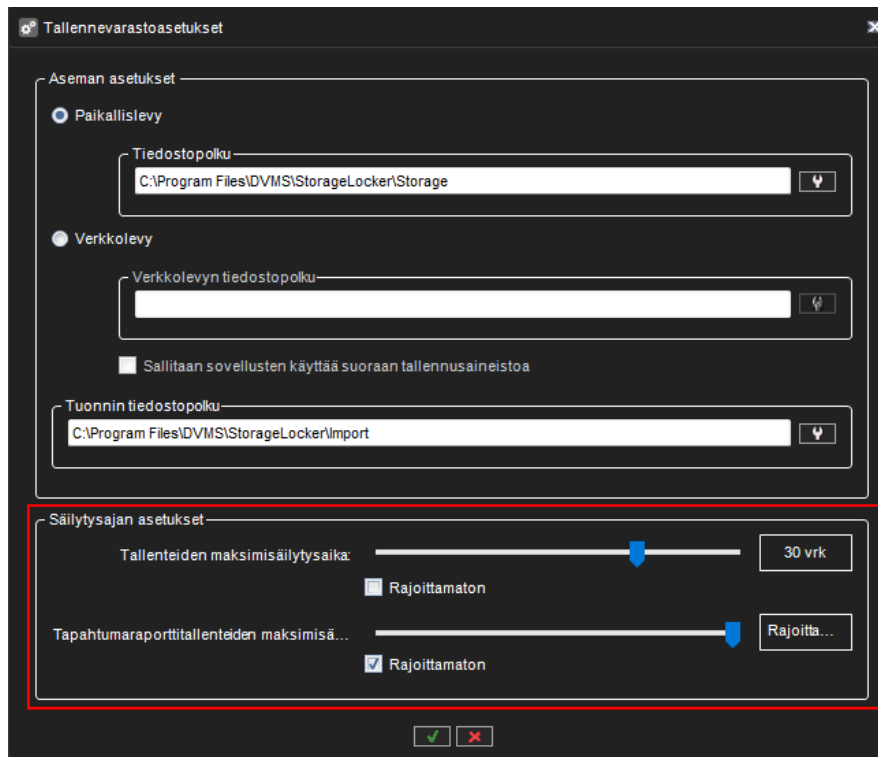 Tallennevarastoasetukset
Aseman asetukset
Paikallislevy
Tiedostopolku
C:\Program Files\DVMS\StorageLocker\Storage
Verkkolevy
Verkkolevyn tiedostopolku
Sallitaan sovellusten käyttää suoraan tallennusaineistoa
Tuonnin tiedostopolku
C:\Program Files\DVMS\StorageLocker\Import
Säilytysajan asetukset
Tallenteiden maksimisäilytysaika: 30 vrk
Rajoittamaton
Tapahtumaraporttitallenteiden maksimisä... Rajoitta...
Rajoittamaton